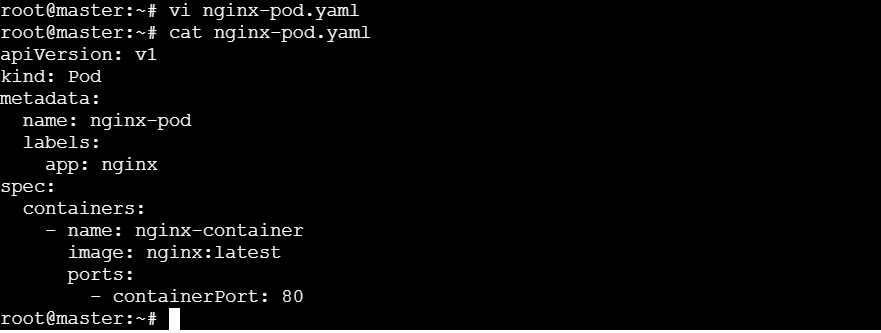 root@master:~# vi nginx-pod.yaml
root@master:~# cat nginx-pod.yaml
apiVersion: v1
kind: Pod
metadata:
  name: nginx-pod
  labels:
    app: nginx
spec:
  containers:
    - name: nginx-container
      image: nginx:latest
      ports:
        - containerPort: 80
root@master:~#